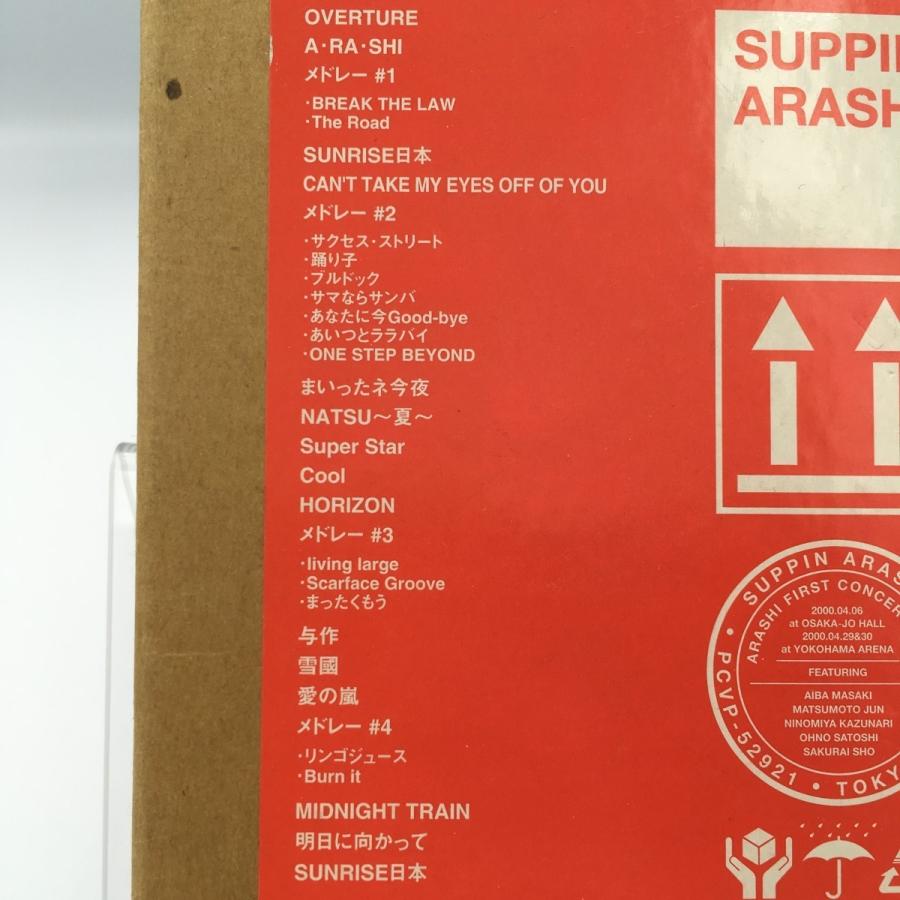 OVERTURE
A・RA・SHI
メドレー #1
・BREAK THE LAW
・The Road
SUNRISE日本
CAN'T TAKE MY EYES OFF OF YOU
メドレー #2
・サクセス・ストリート
・踊り子
・ブルドック
・サマならサンバ
・あなたに今Good-bye
・あいつとララバイ
・ONE STEP BEYOND
まいったネ今夜
NATSU〜夏〜
Super Star
Cool
HORIZON
メドレー #3
・living large
・Scarface Groove
・まったくもう
与作
雪國
愛の嵐
メドレー #4
・リンゴジュース
・Burn it
MIDNIGHT TRAIN
明日に向かって
SUNRISE日本
SUPPIN
ARASH
SUPPIN ARAS
ARASHI FIRST CONCER
2000.04.06
at OSAKA-JO HALL
2000.04.29&30
at YOKOHAMA ARENA
FEATURING
AIBA MASAKI
MATSUMOTO JUN
NINOMIYA KAZUNARI
OHNO SATOSHI
SAKURAI SHO
• PCVP-52921 • TOKY